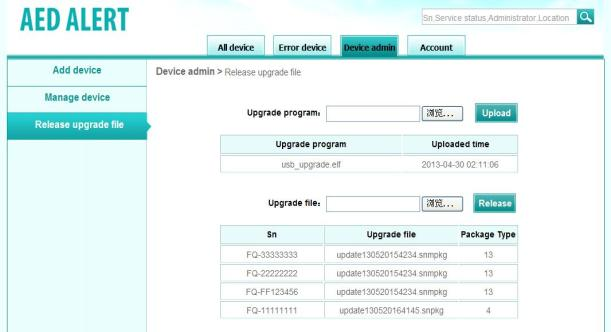 AED ALERT
Sn.Service status,Administrator.Location
All device Error device Device admin Account
Add device
Manage device
Release upgrade file
Device admin > Release upgrade file
Upgrade program: 浏览... Upload
Upgrade program Uploaded time
usb_upgrade.elf 2013-04-30 02:11:06
Upgrade file: 浏览... Release
Sn Upgrade file Package Type
FQ-33333333 update130520154234.snmpkg 13
FQ-22222222 update130520154234.snmpkg 13
FQ-FF123456 update130520154234.snmpkg 13
FQ-11111111 update130520164145.snpkg 4